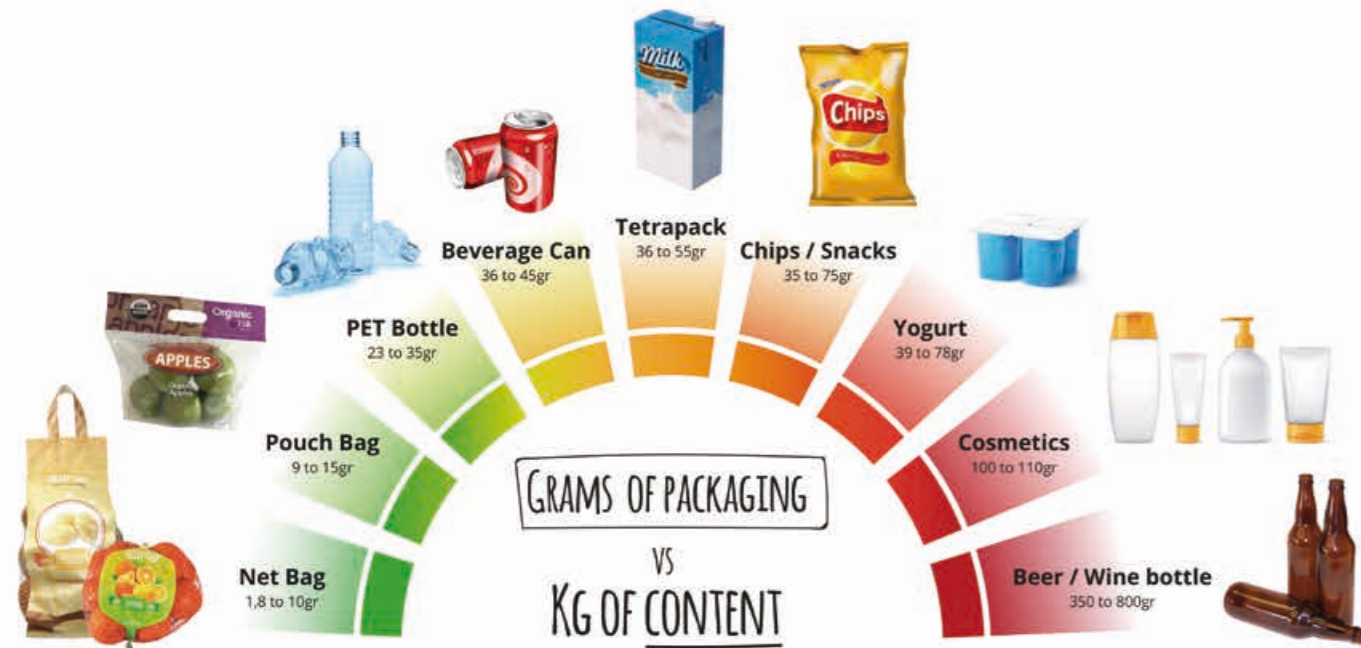 Milk
Chips
Tetrapack
36 to 55gr
Beverage Can
36 to 45gr
Chips / Snacks
35 to 75gr
Organic
APPLES
Organic
Apples
PET Bottle
23 to 35gr
Yogurt
39 to 78gr
Pouch Bag
9 to 15gr
Cosmetics
100 to 110gr
GRAMS OF PACKAGING
VS
KG OF CONTENT
Net Bag
1,8 to 10gr
Beer / Wine bottle
350 to 800gr